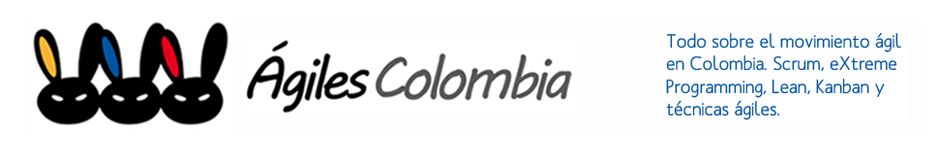 Ágiles Colombia
Todo sobre el movimiento ágil
en Colombia. Scrum, eXtreme
Programming, Lean, Kanban y
técnicas ágiles.